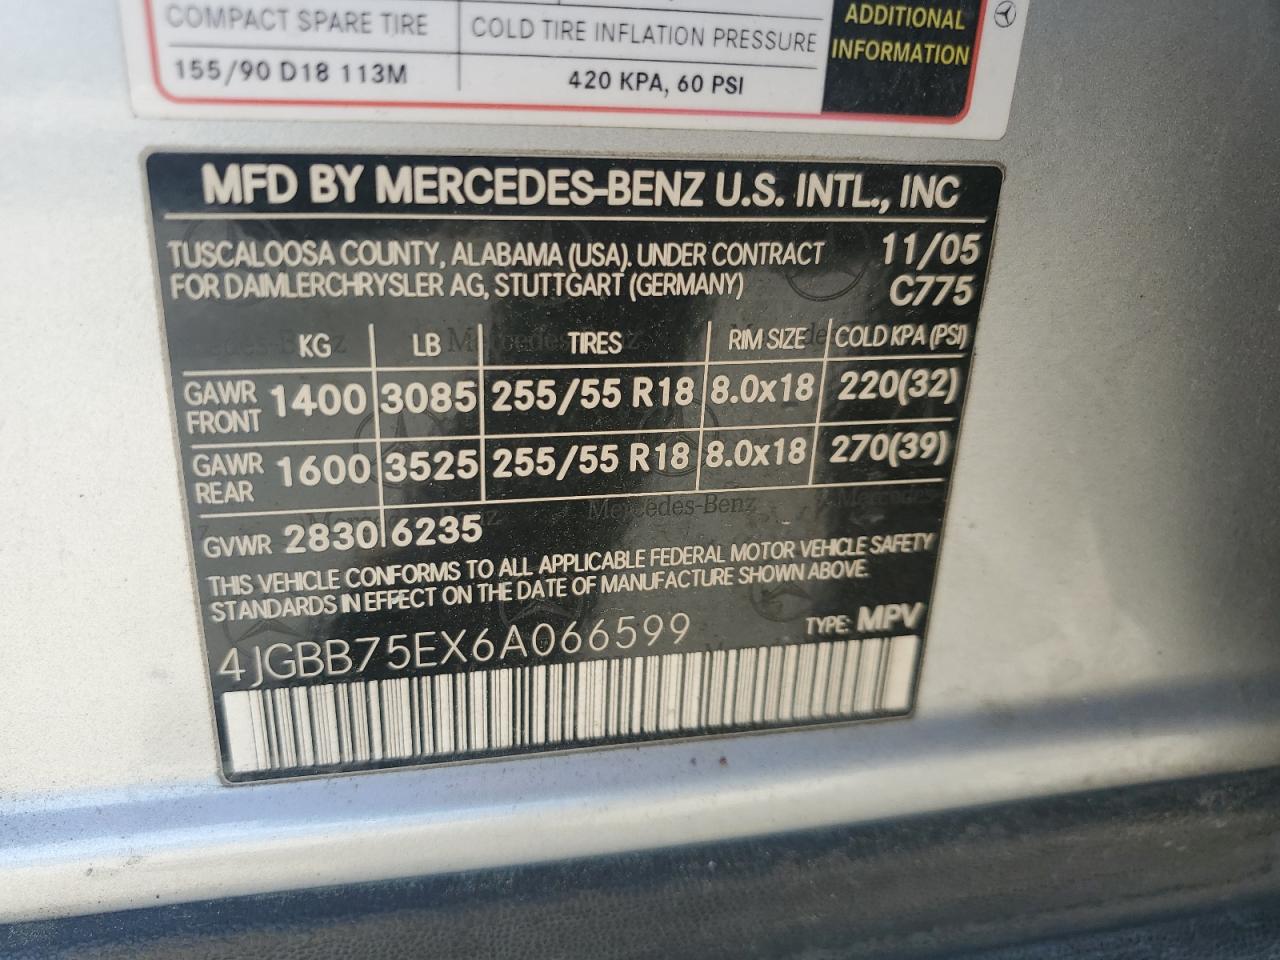 COMPACT SPARE TIRE COLD TIRE INFLATION PRESSURE
155/90 D18 113M 420 KPA, 60 PSI
ADDITIONAL
INFORMATION
MFD BY MERCEDES-BENZ U.S. INTL., INC
TUSCALOOSA COUNTY, ALABAMA (USA). UNDER CONTRACT 11/05
FOR DAIMLERCHRYSLER AG, STUTTGART (GERMANY) C775
KG LB TIRES RIM SIZE COLD KPA (PSI)
GAWR FRONT 1400 3085 255/55 R18 8.0x18 220(32)
GAWR REAR 1600 3525 255/55 R18 8.0x18 270(39)
Mercedes-Benz
GVWR 2830 6235
THIS VEHICLE CONFORMS TO ALL APPLICABLE FEDERAL MOTOR VEHICLE SAFETY
STANDARDS IN EFFECT ON THE DATE OF MANUFACTURE SHOWN ABOVE.
4JGBB75EX6A066599 TYPE: MPV